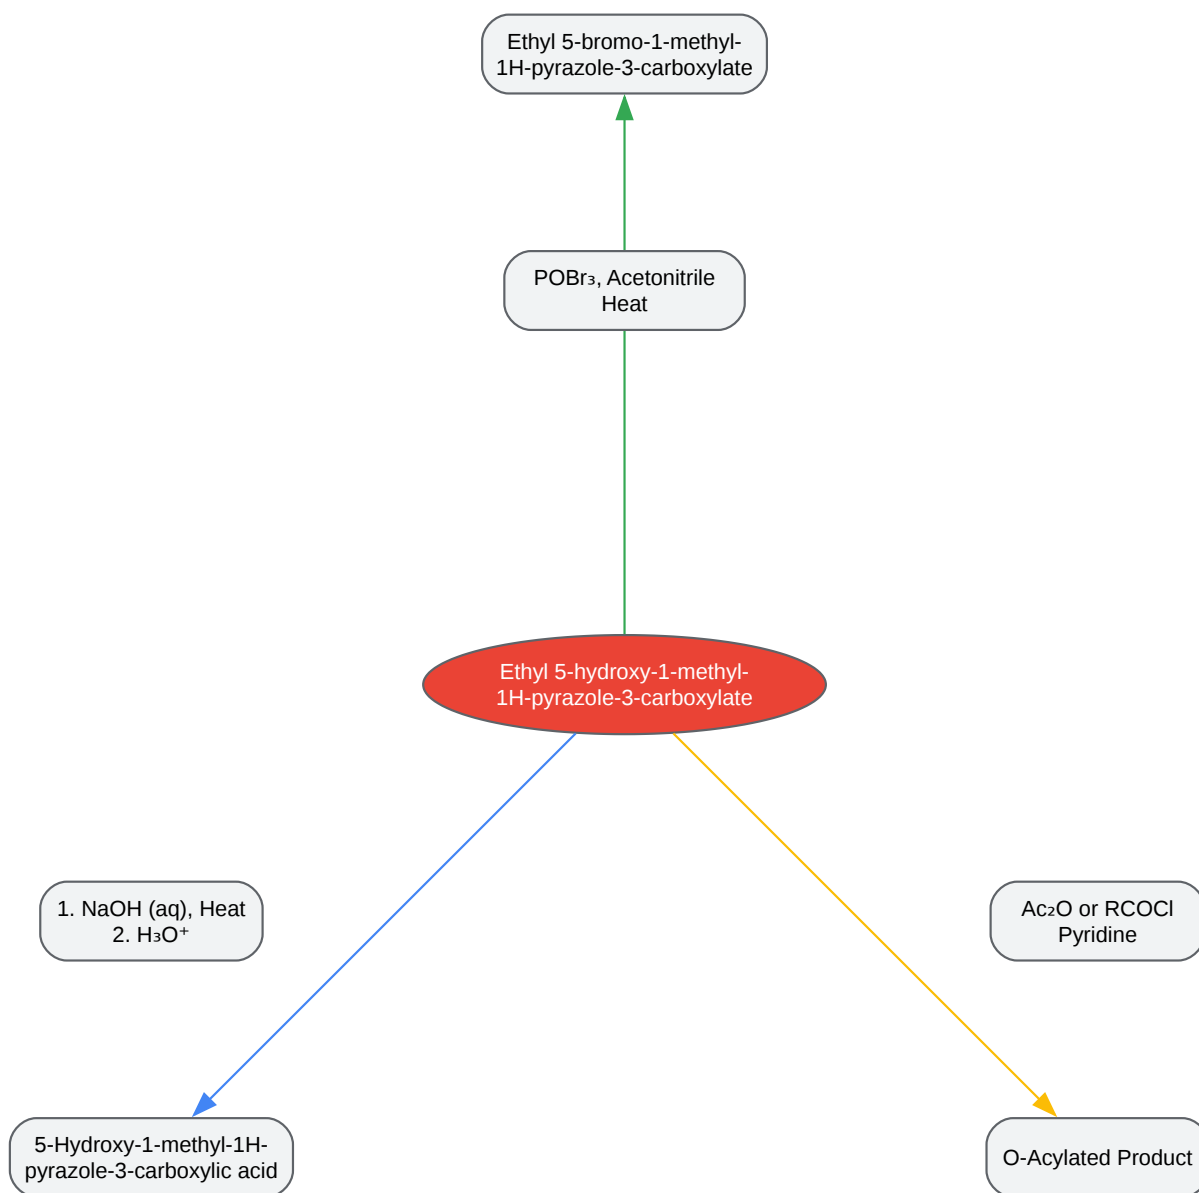 Ethyl 5-bromo-1-methyl-
1H-pyrazole-3-carboxylate
POBr₃, Acetonitrile
Heat
Ethyl 5-hydroxy-1-methyl-
1H-pyrazole-3-carboxylate
1. NaOH (aq), Heat
2. H₃O⁺
Ac₂O or RCOCl
Pyridine
5-Hydroxy-1-methyl-1H-
pyrazole-3-carboxylic acid
O-Acylated Product